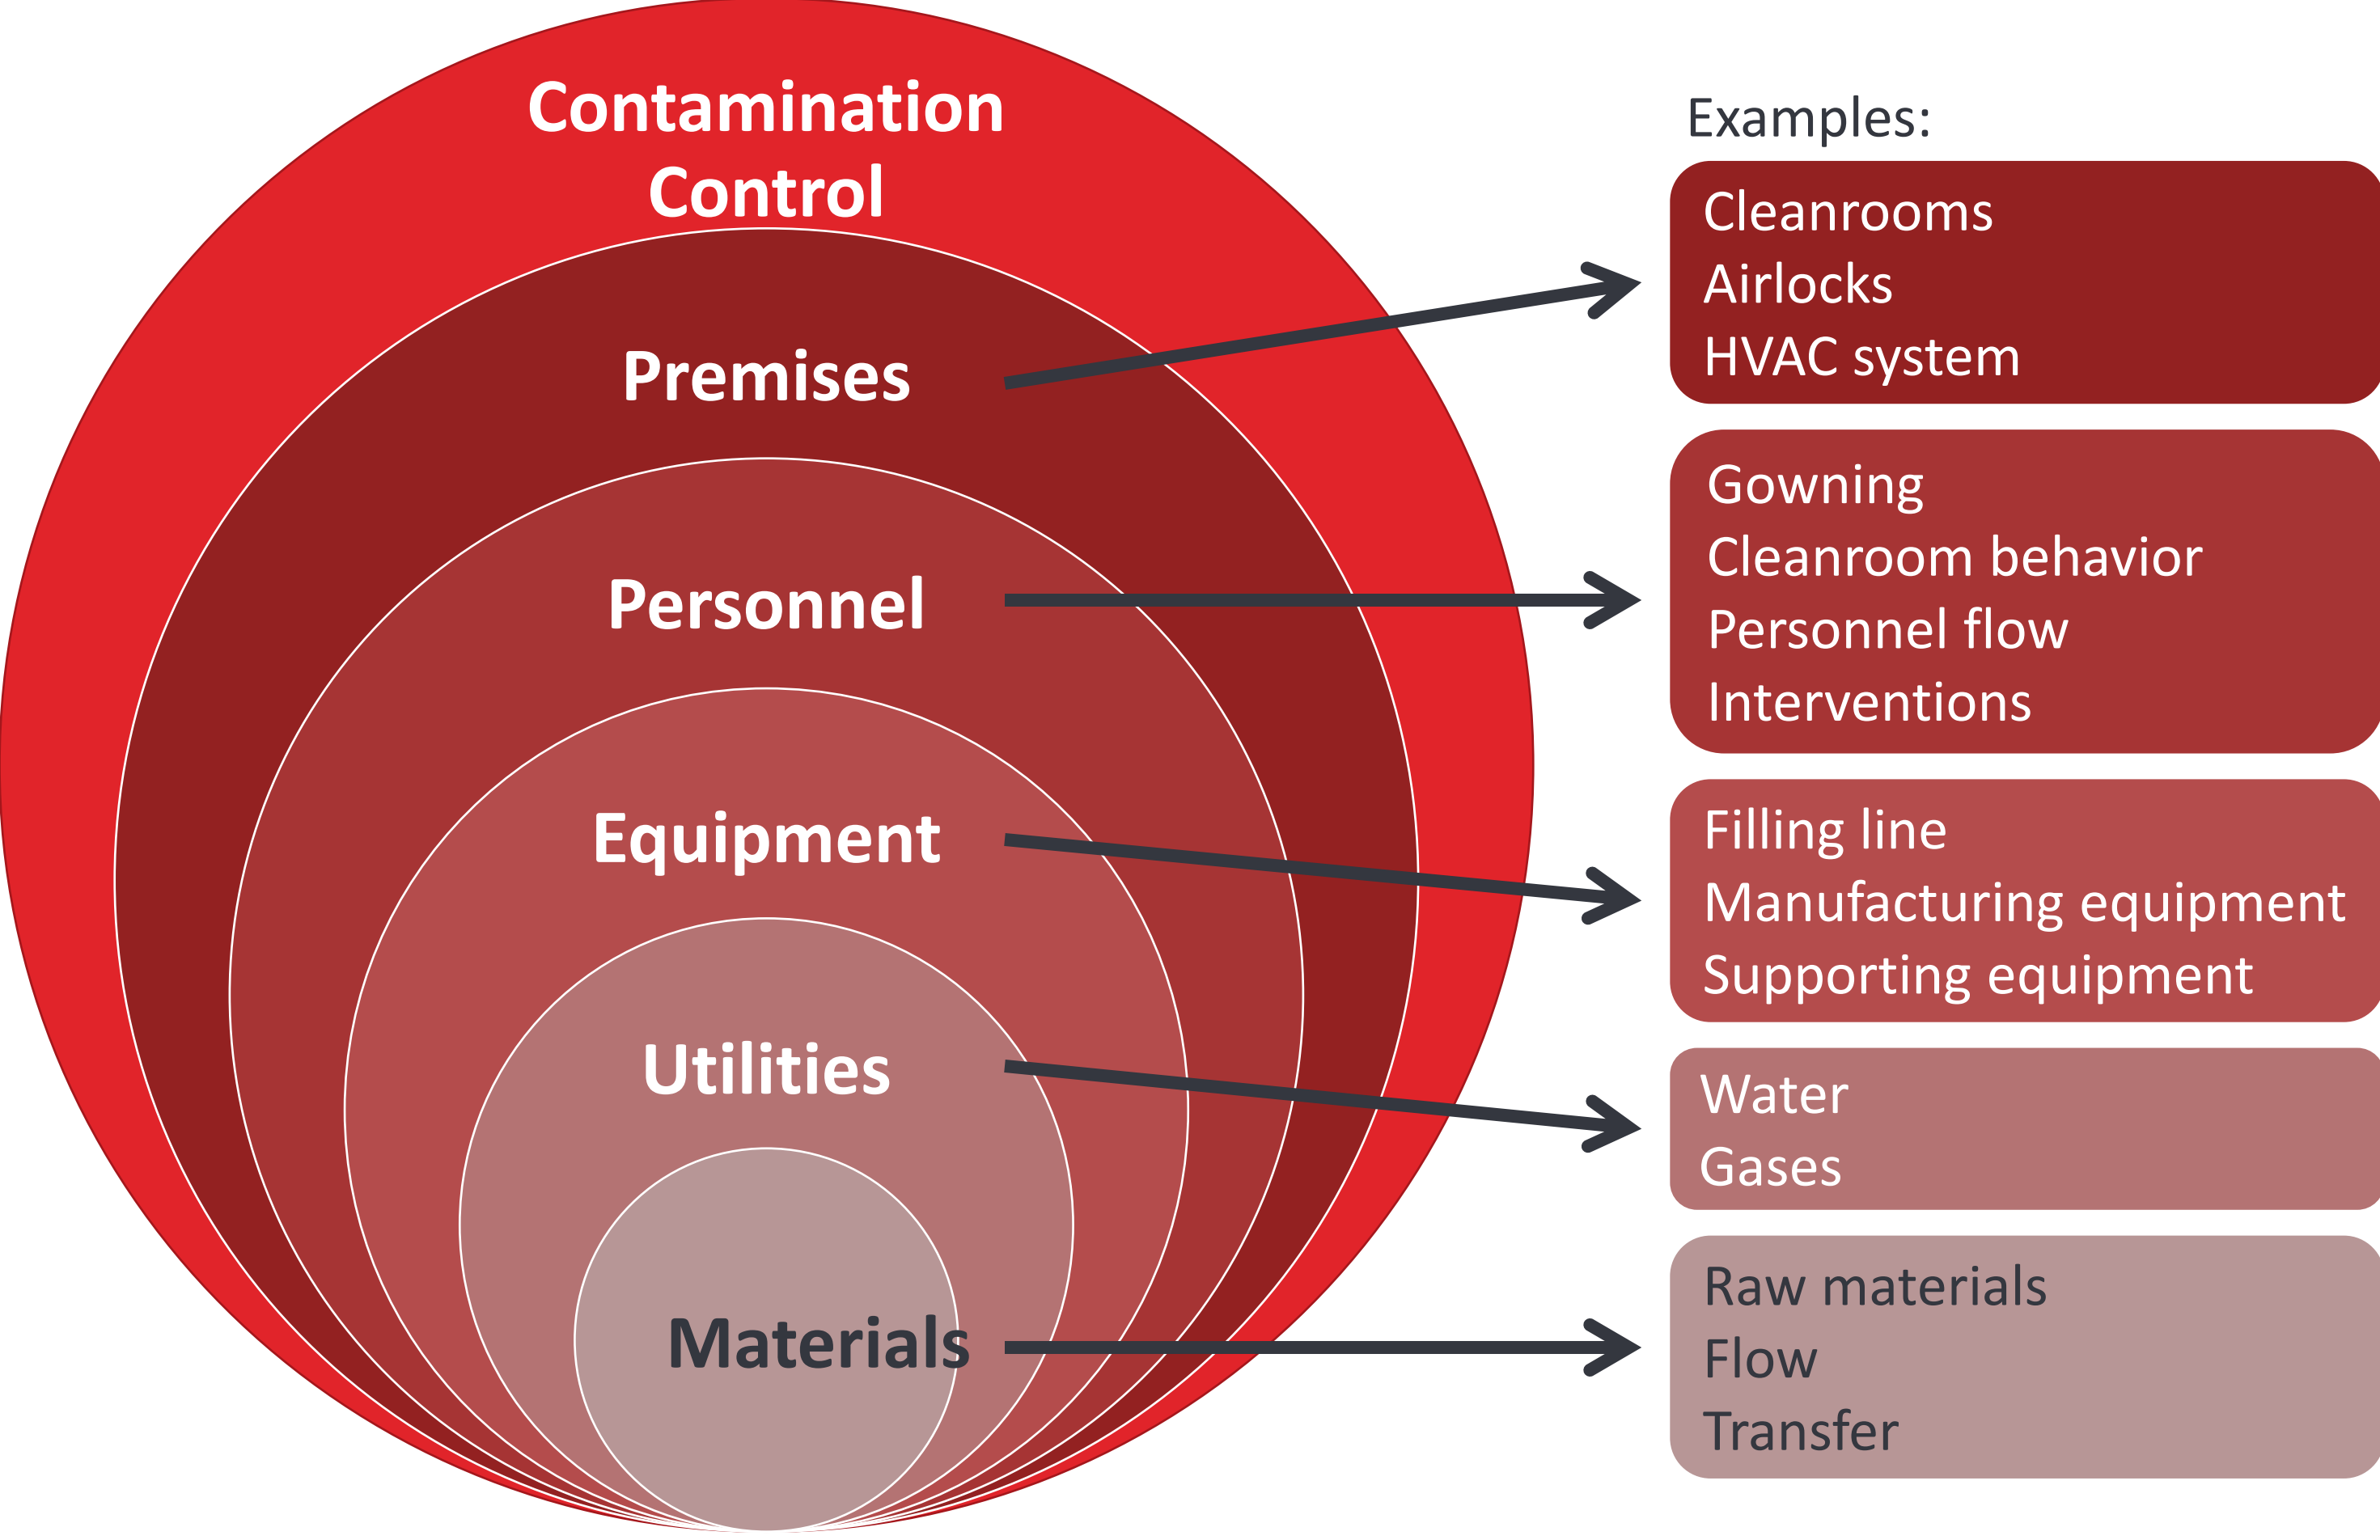 Contamination
Control
Premises
Personnel
Equipment
Utilities
Materials
Examples:
Cleanrooms
Airlocks
HVAC system
Gowning
Cleanroom behavior
Personnel flow
Interventions
Filling line
Manufacturing equipment
Supporting equipment
Water
Gases
Raw materials
Flow
Transfer